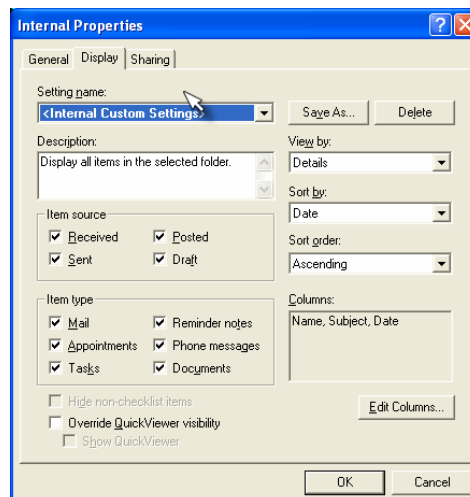 Internal Properties
General Display Sharing
Setting name:
<Internal Custom Settings>
Save As... Delete
Description:
Display all items in the selected folder.
View by:
Details
Sort by:
Date
Item source
Received Posted
Sent Draft
Sort order:
Ascending
Item type
Mail Reminder notes
Appointments Phone messages
Tasks Documents
Columns:
Name, Subject, Date
Hide non-checklist items
Override QuickViewer visibility
Show QuickViewer
Edit Columns...
OK Cancel